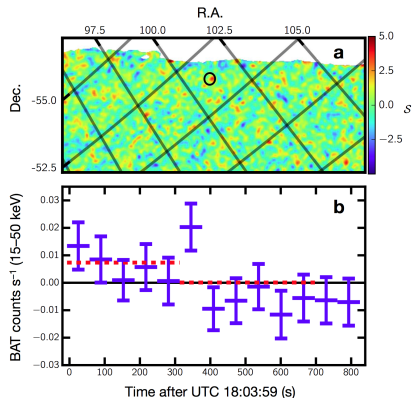 R.A.
97.5 100.0 102.5 105.0
a
5.0
2.5
0.0
−2.5
S
Dec.
-55.0
-52.5
b
BAT counts s⁻¹ (15–50 keV)
0.03
0.02
0.01
0.00
−0.01
−0.02
−0.03
0 100 200 300 400 500 600 700 800
Time after UTC 18:03:59 (s)